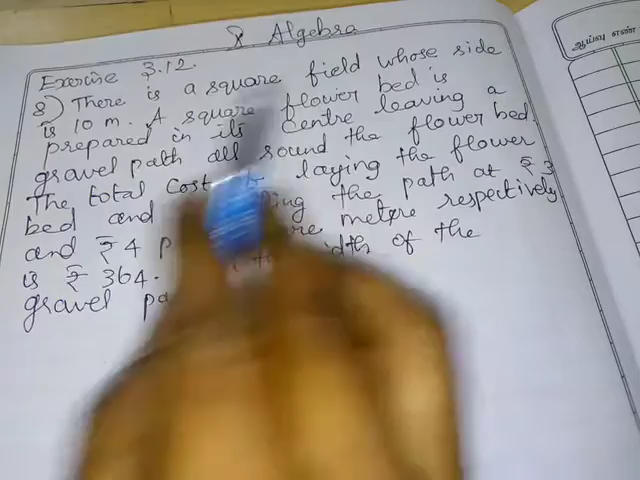 8 Algebra
Exercise 3.12.
8) There is a square field whose side
is 10 m. A square flower bed is
prepared in its centre leaving a
gravel path all round the flower bed.
The total cost laying the flower
bed and the path at ₹ 3
and ₹ 4 metre respectively
is ₹ 364. of the
gravel
ஆய்வு எண்